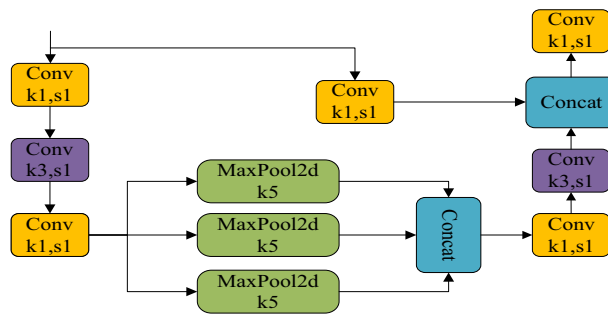 Conv
k1,s1
Conv
k1,s1
Conv
k1,s1
Concat
Conv
k3,s1
Conv
k3,s1
MaxPool2d
k5
Conv
k1,s1
MaxPool2d
k5
Concat
Conv
k1,s1
MaxPool2d
k5